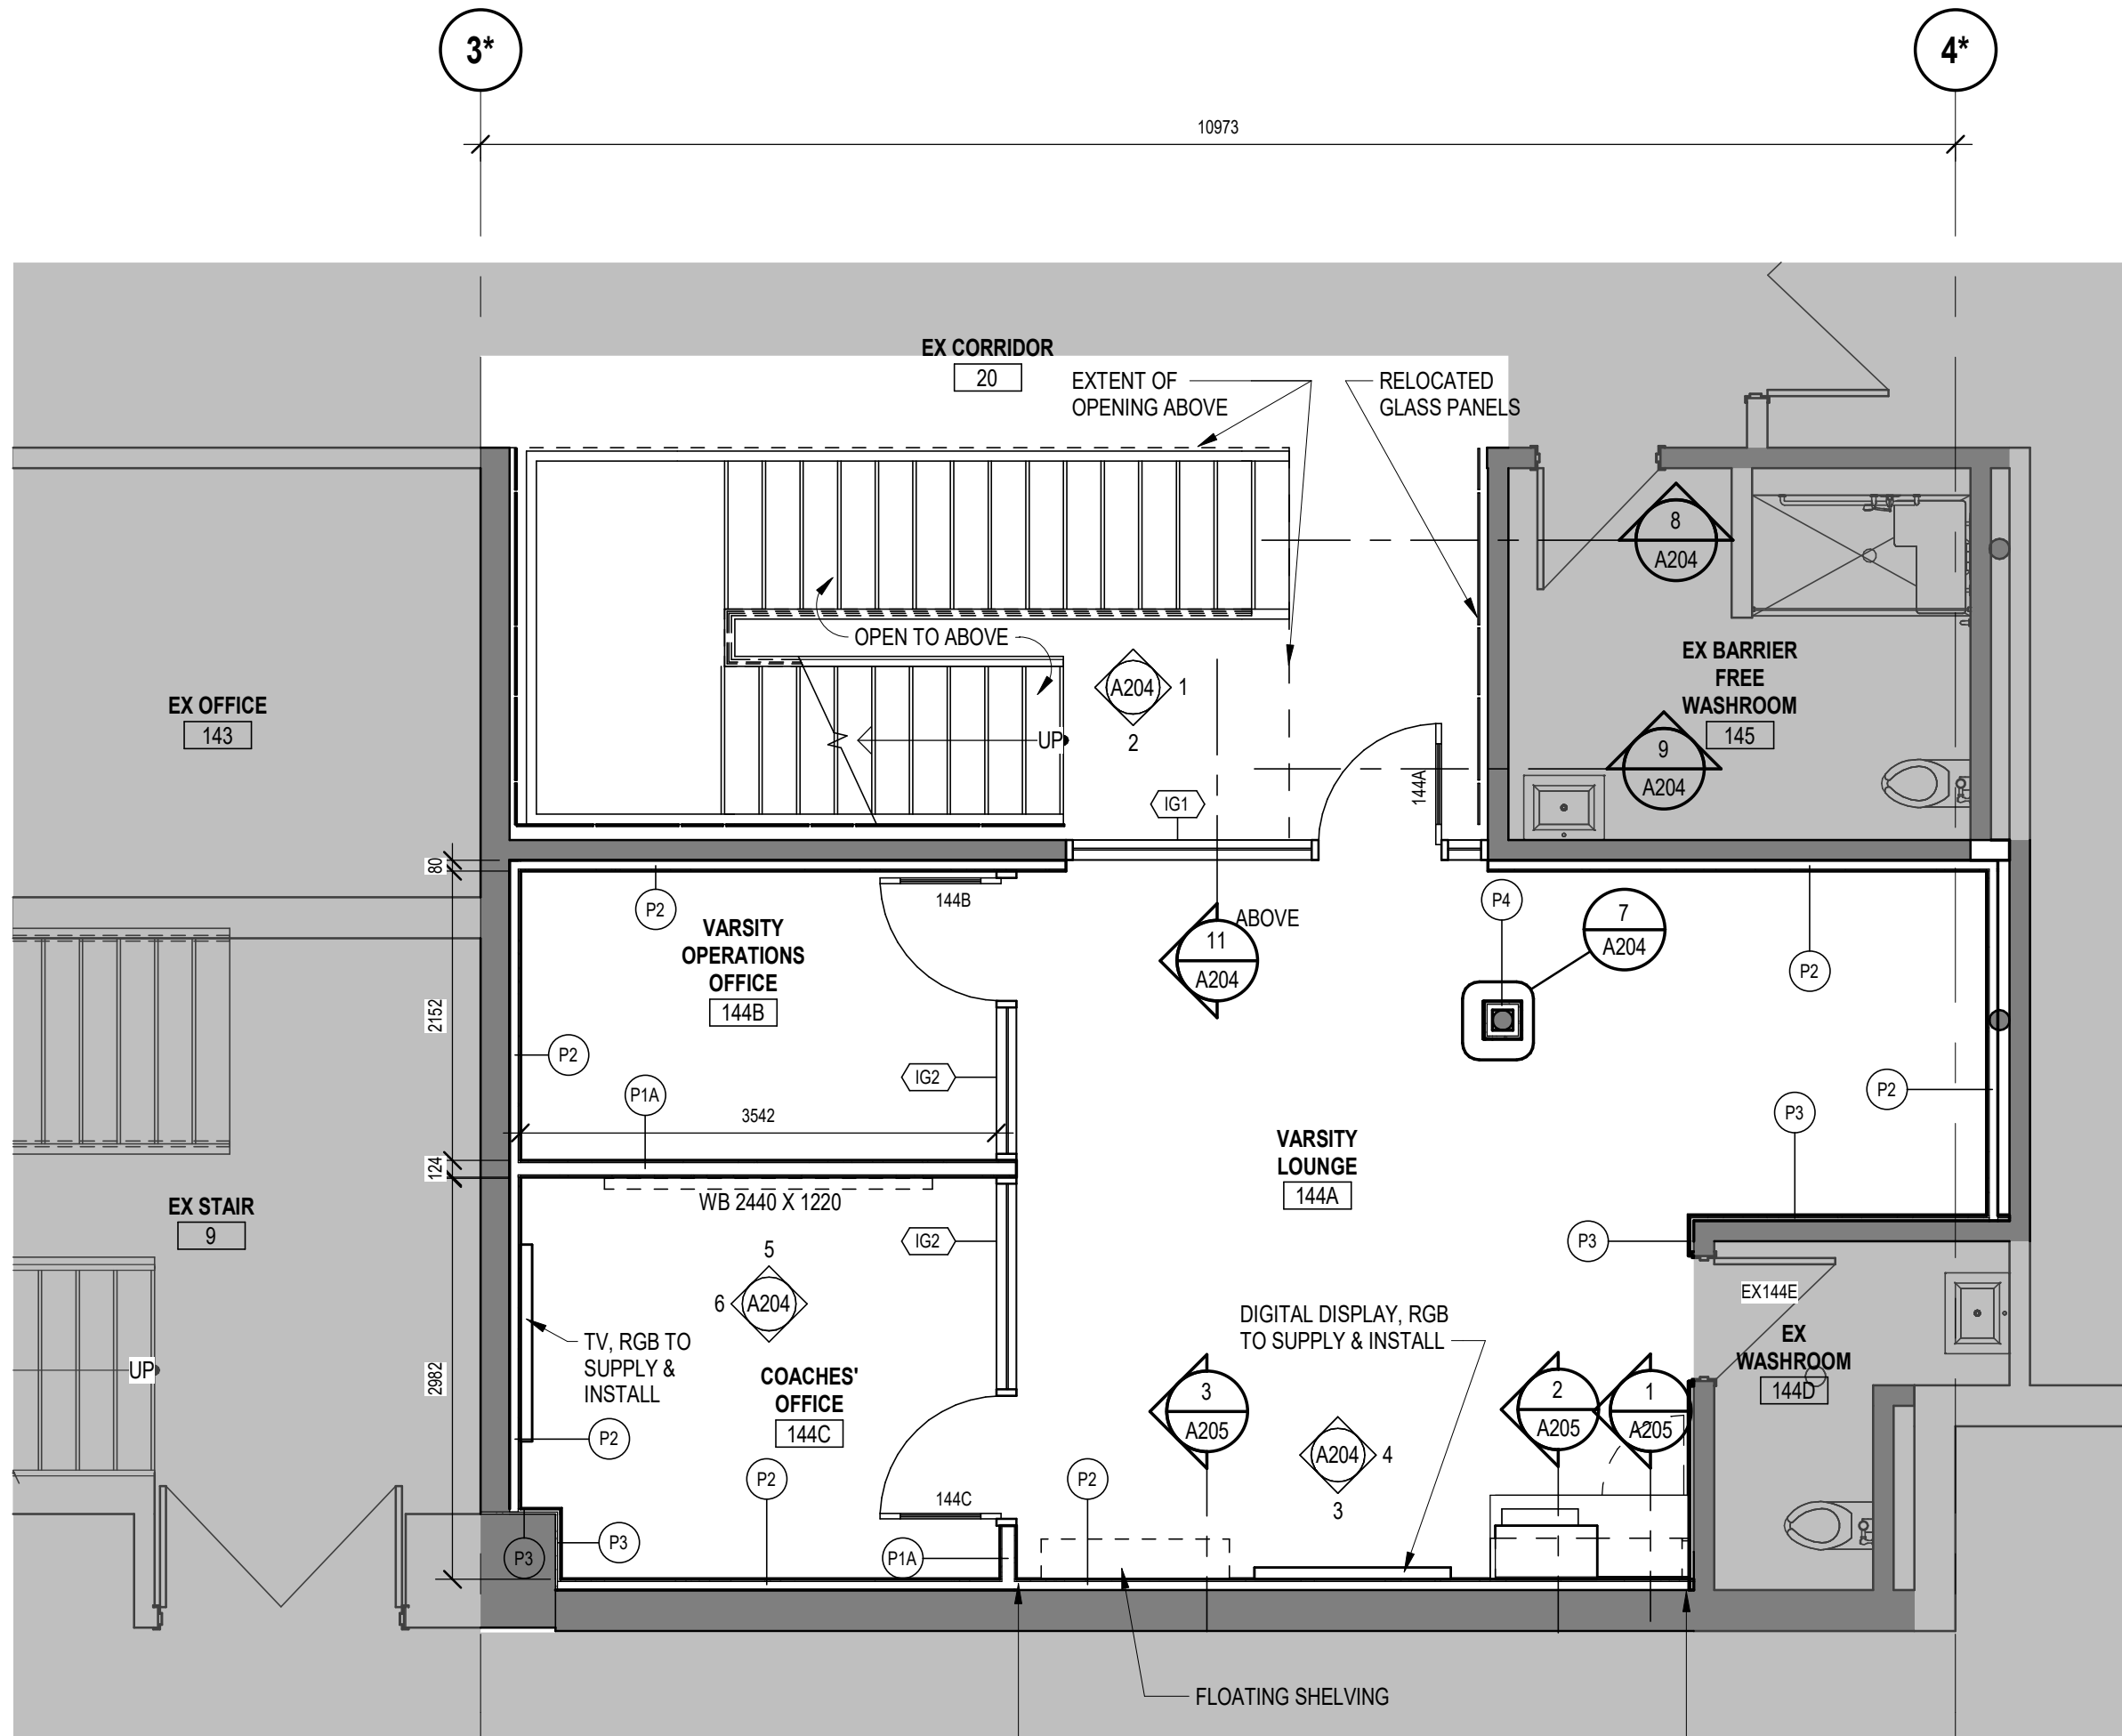 3*
4*
10973
EX CORRIDOR
20
EXTENT OF
OPENING ABOVE
RELOCATED
GLASS PANELS
8
A204
OPEN TO ABOVE
EX BARRIER
FREE
WASHROOM
145
A204
1
2
EX OFFICE
143
UP
9
A204
144A
IG1
80
144B
P2
VARSITY
OPERATIONS
OFFICE
144B
ABOVE
11
A204
P4
7
A204
P2
2152
P2
IG2
P1A
3542
P2
P3
VARSITY
LOUNGE
144A
124
WB 2440 X 1220
EX STAIR
9
IG2
P3
5
6
A204
EX144E
DIGITAL DISPLAY, RGB
TO SUPPLY & INSTALL
TV, RGB TO
SUPPLY &
INSTALL
EX
WASHROOM
144D
UP
2982
COACHES'
OFFICE
144C
3
A205
2
A205
1
A205
P2
A204
4
3
P2
P2
144C
P3
P3
P1A
FLOATING SHELVING